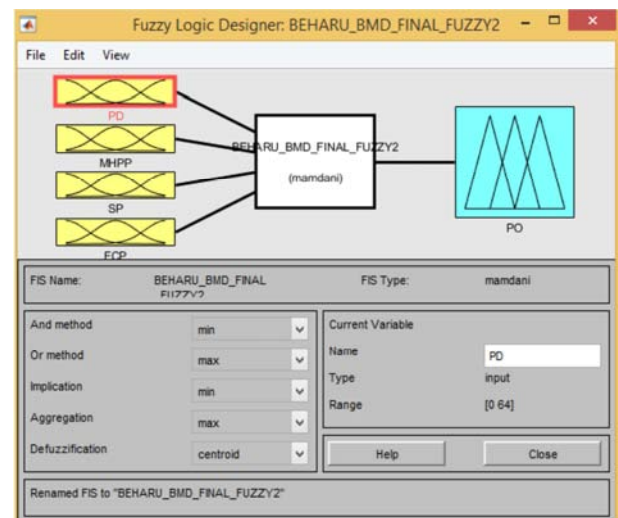 Fuzzy Logic Designer: BEHARU_BMD_FINAL_FUZZY2
File Edit View
PD
MHPP
SP
ECP
BEHARU_BMD_FINAL_FUZZY2
(mamdani)
PO
FIS Name: BEHARU_BMD_FINAL
FUZZY2
FIS Type: mamdani
And method min
Or method max
Implication min
Aggregation max
Defuzzification centroid
Current Variable
Name PD
Type input
Range [0 64]
Help Close
Renamed FIS to "BEHARU_BMD_FINAL_FUZZY2"